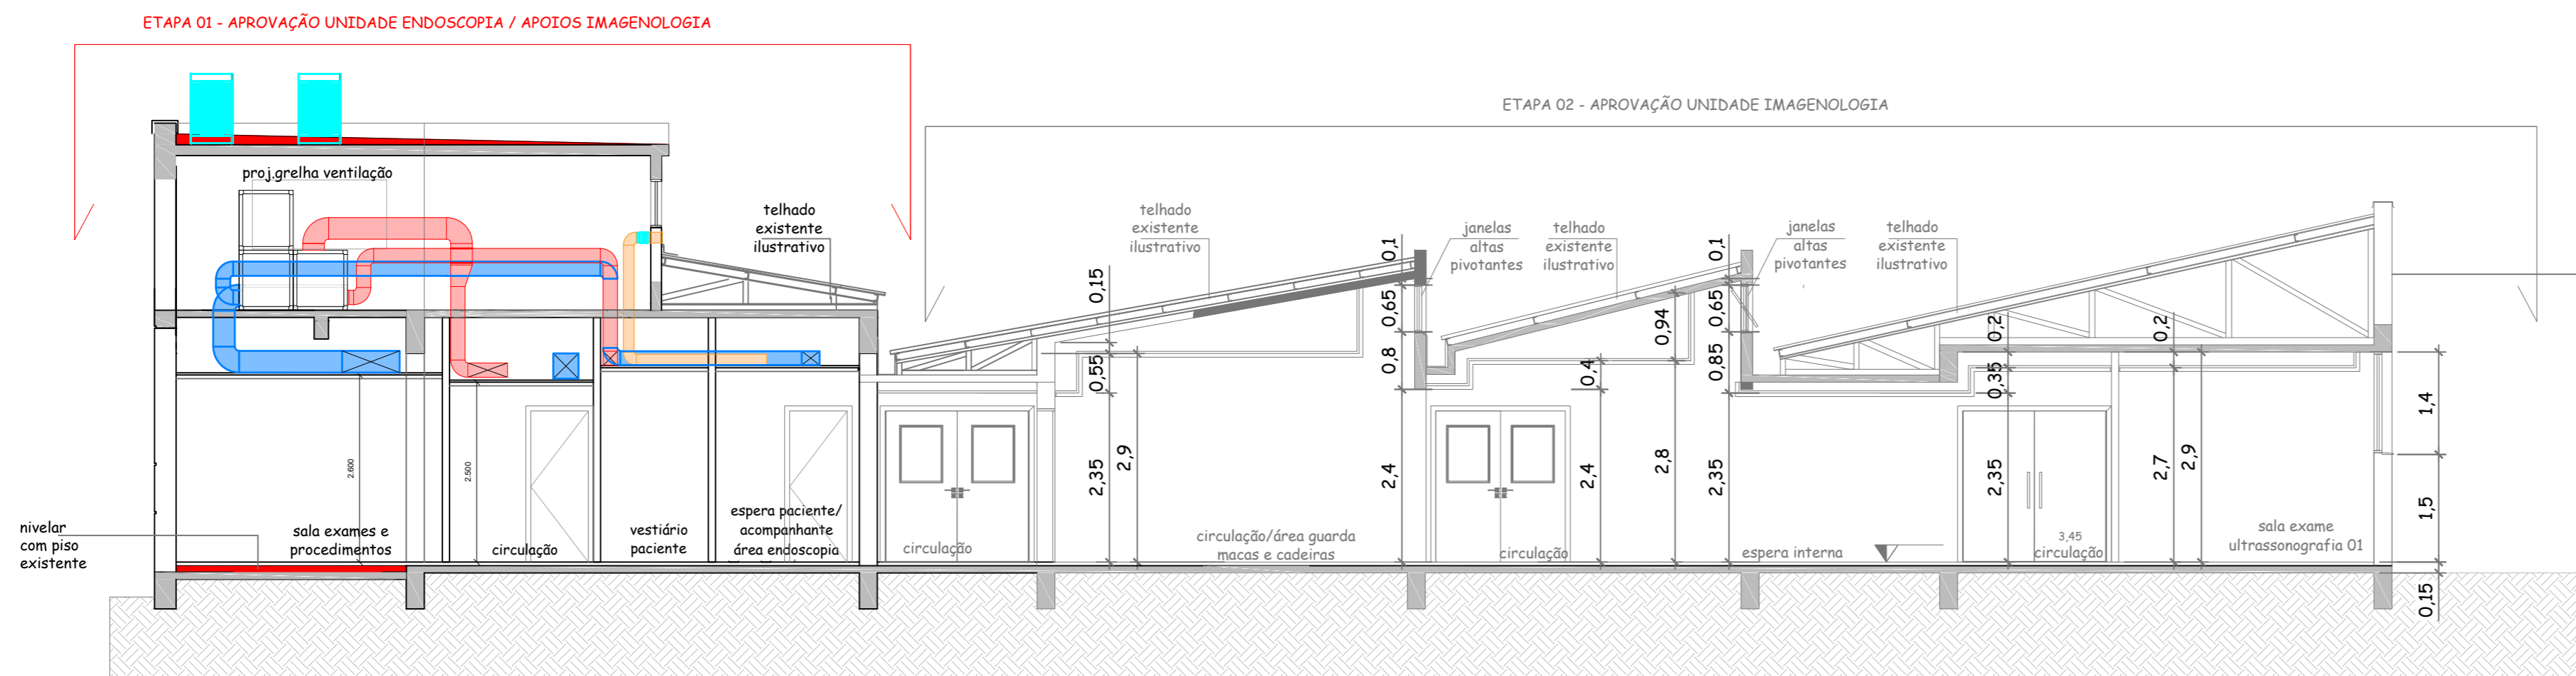 ETAPA 01 - APROVAÇÃO UNIDADE ENDOSCOPIA / APOIOS IMAGENOLOGIA
ETAPA 02 - APROVAÇÃO UNIDADE IMAGENOLOGIA
proj.grelha ventilação
telhado
existente
ilustrativo
telhado
existente
ilustrativo
janelas
altas
pivotantes
telhado
existente
ilustrativo
janelas
altas
pivotantes
telhado
existente
ilustrativo
0,15
0,55
2,35
2,9
0,1
0,65
0,8
2,4
0,4
2,4
0,94
2,8
0,1
0,65
0,85
2,35
0,2
0,35
2,35
0,2
2,7
2,9
1,4
1,5
0,15
2.600
2.500
nivelar
com piso
existente
sala exames e
procedimentos
circulação
vestiário
paciente
espera paciente/
acompanhante
área endoscopia
circulação
circulação/área guarda
macas e cadeiras
circulação
espera interna
3,45
circulação
sala exame
ultrassonografia 01